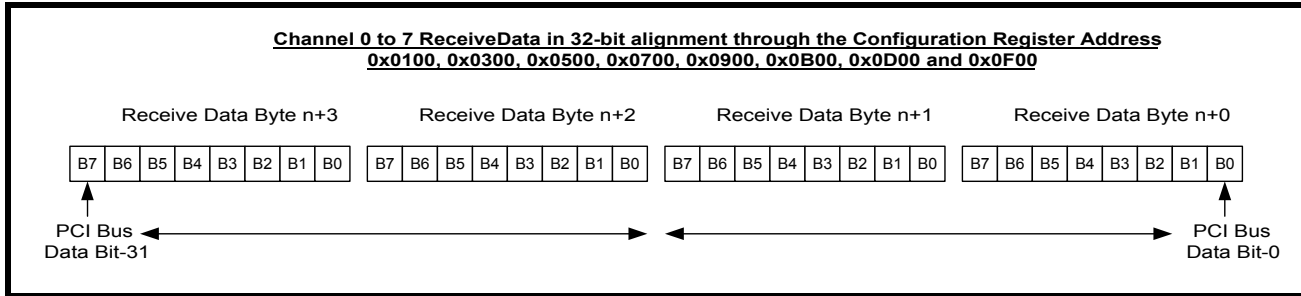 Channel 0 to 7 ReceiveData in 32-bit alignment through the Configuration Register Address
0x0100, 0x0300, 0x0500, 0x0700, 0x0900, 0x0B00, 0x0D00 and 0x0F00
Receive Data Byte n+3 Receive Data Byte n+2 Receive Data Byte n+1 Receive Data Byte n+0
B7 B6 B5 B4 B3 B2 B1 B0 B7 B6 B5 B4 B3 B2 B1 B0 B7 B6 B5 B4 B3 B2 B1 B0 B7 B6 B5 B4 B3 B2 B1 B0
PCI Bus PCI Bus
Data Bit-31 Data Bit-0